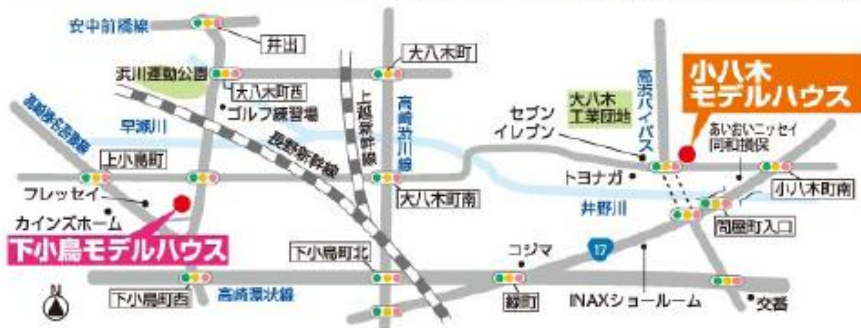 安中前橋線
井出
大八木町
浜川運動公園
大八木町西
ゴルフ練習場
上越新幹線
高崎渋川線
高渋バイパス
小八木
モデルハウス
セブン
イレブン
大八木
工業団地
早瀬川
長野新幹線
あいおいニッセイ
同和損保
上小鳥町
トヨナガ
小八木町南
フレッセイ
大八木町南
井野川
カインズホーム
問屋町入口
下小鳥モデルハウス
下小鳥町北
コジマ
17
N
下小鳥町西
高崎環状線
緑町
INAXショールーム
交番